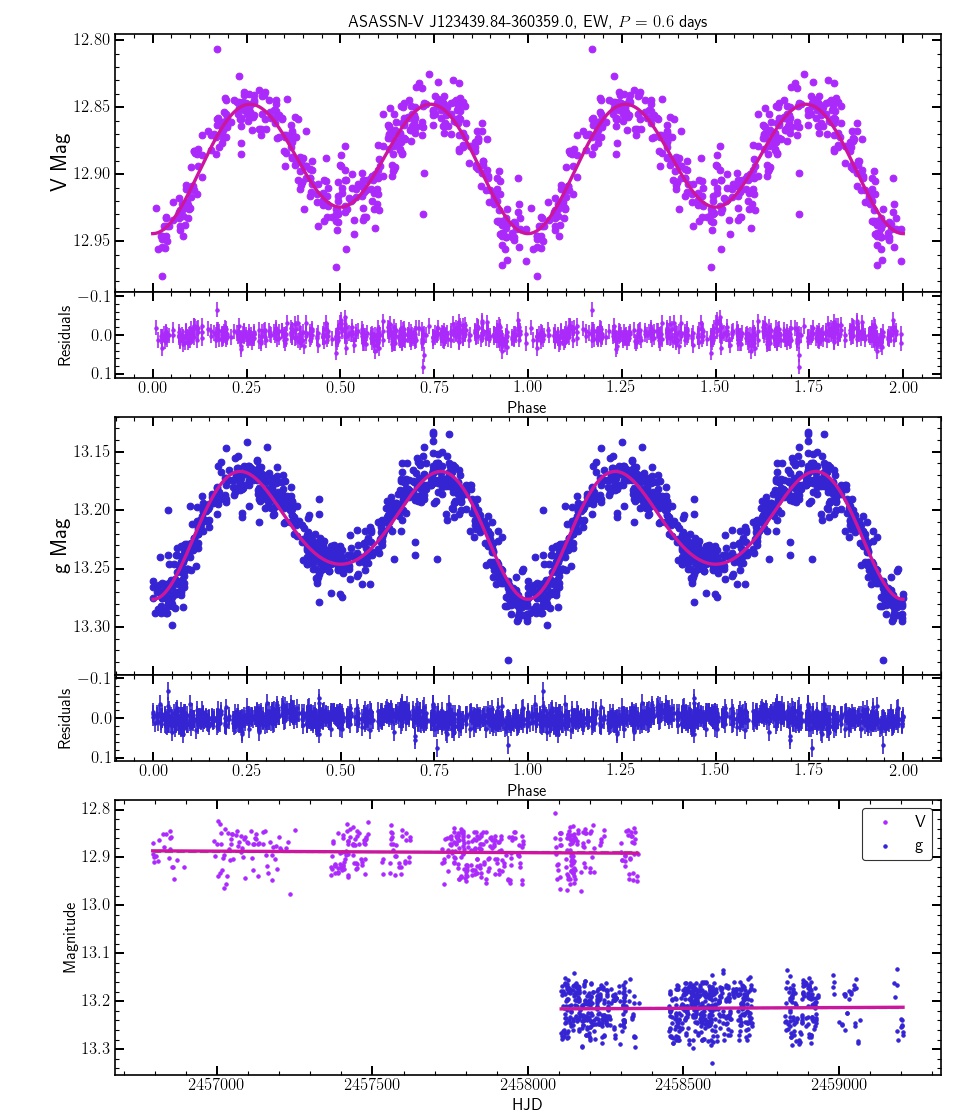 ASASSN-V J123439.84-360359.0, EW, P = 0.6 days
12.80
12.85
12.90
12.95
V Mag
−0.1
0.0
0.1
Residuals
0.00 0.25 0.50 0.75 1.00 1.25 1.50 1.75 2.00
Phase
13.15
13.20
13.25
13.30
g Mag
−0.1
0.0
0.1
Residuals
0.00 0.25 0.50 0.75 1.00 1.25 1.50 1.75 2.00
Phase
12.8
12.9
13.0
13.1
13.2
13.3
Magnitude
V
g
2457000 2457500 2458000 2458500 2459000
HJD